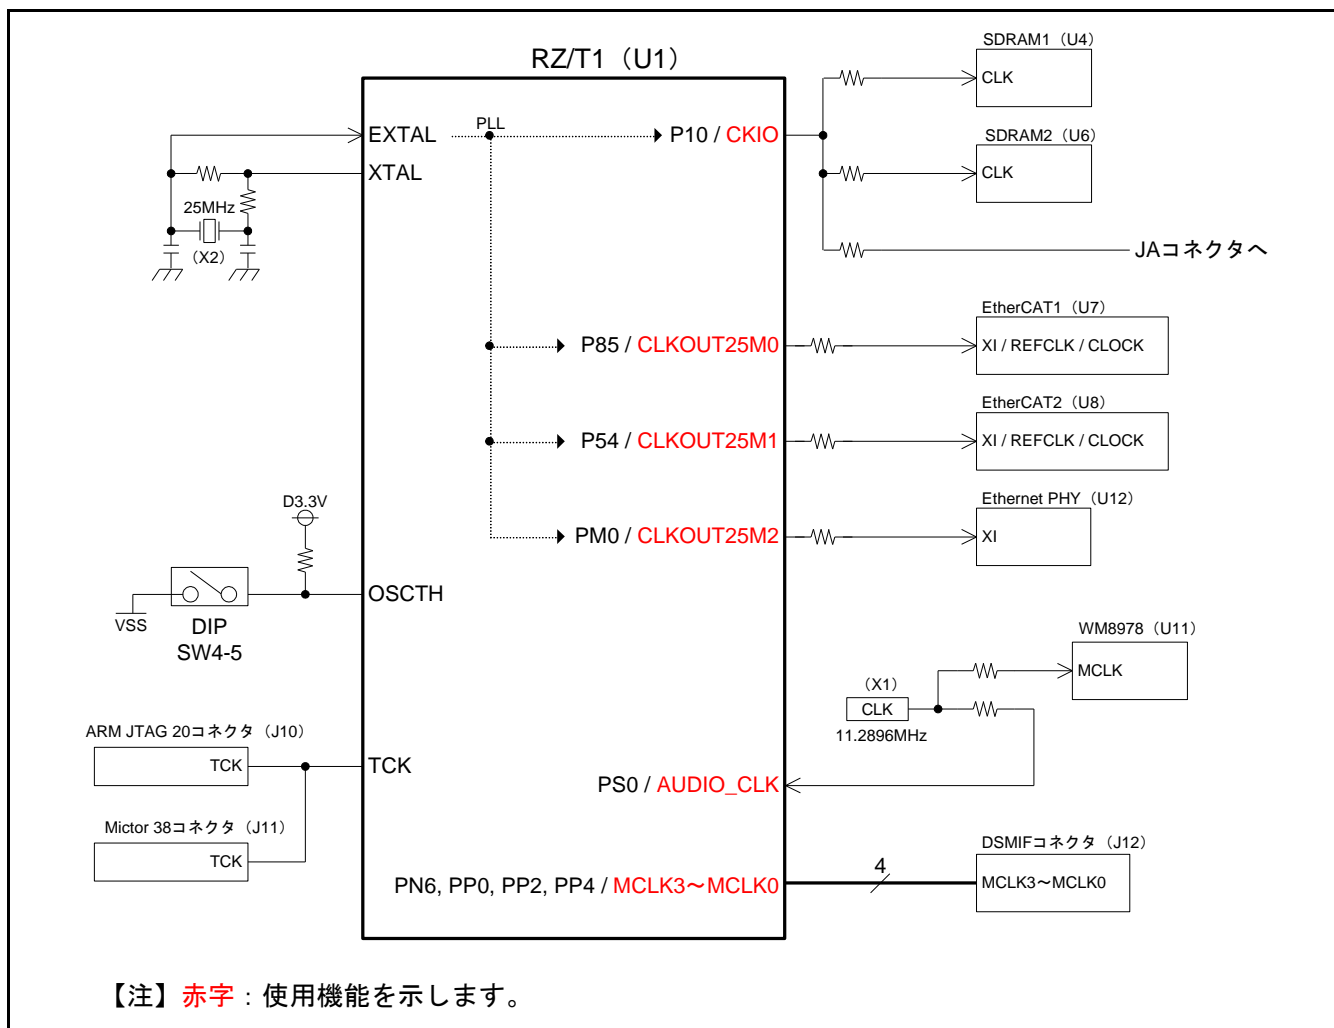 RZ/T1（U1）
SDRAM1（U4）
CLK
EXTAL
PLL
P10 / CKIO
SDRAM2（U6）
CLK
XTAL
25MHz
（X2）
JAコネクタへ
EtherCAT1（U7）
P85 / CLKOUT25M0
XI / REFCLK / CLOCK
EtherCAT2（U8）
P54 / CLKOUT25M1
XI / REFCLK / CLOCK
D3.3V
Ethernet PHY（U12）
PM0 / CLKOUT25M2
XI
OSCTH
VSS
DIP
SW4-5
WM8978（U11）
MCLK
（X1）
CLK
11.2896MHz
ARM JTAG 20コネクタ（J10）
TCK
TCK
PS0 / AUDIO_CLK
Mictor 38コネクタ（J11）
TCK
DSMIFコネクタ（J12）
PN6, PP0, PP2, PP4 / MCLK3～MCLK0
4
MCLK3～MCLK0
【注】赤字：使用機能を示します。